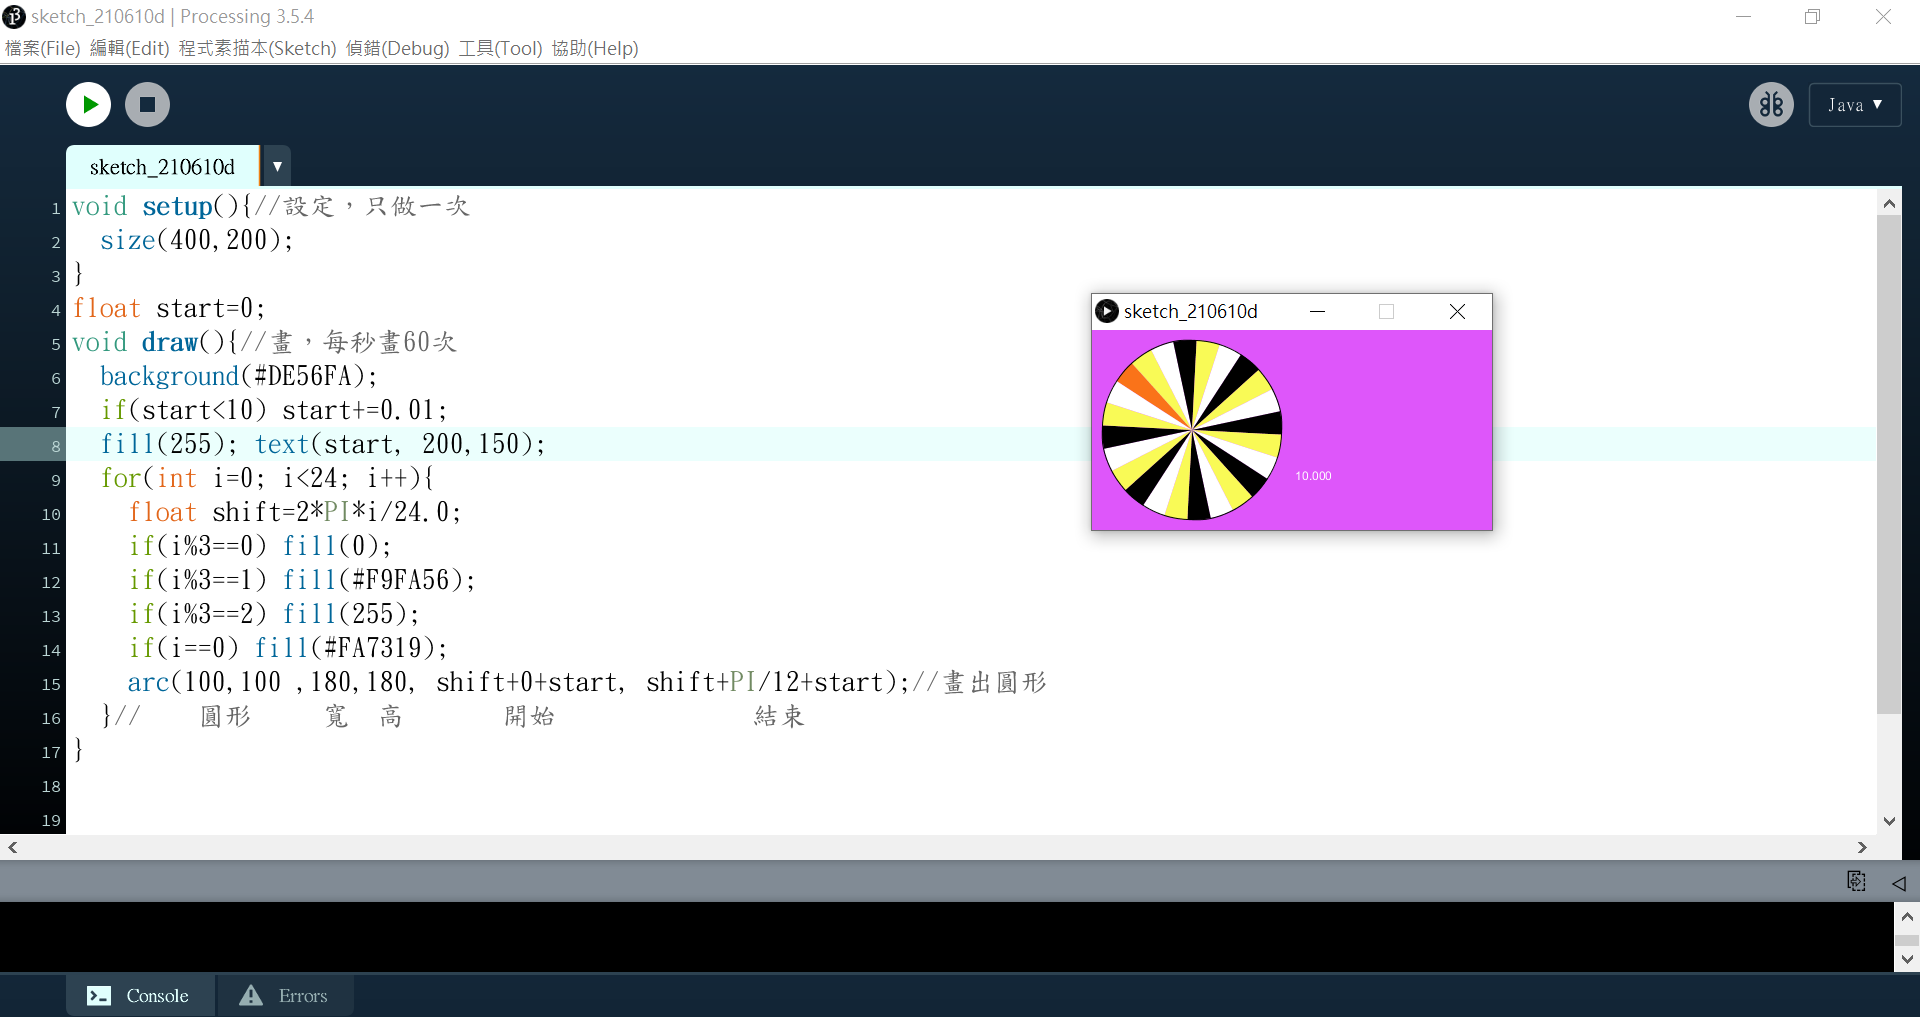 sketch_210610d | Processing 3.5.4
檔案(File) 編輯(Edit) 程式素描本(Sketch) 偵錯(Debug) 工具(Tool) 協助(Help)
Java ▼
sketch_210610d ▼
1 void setup(){//設定，只做一次
2   size(400,200);
3 }
4 float start=0;
5 void draw(){//畫，每秒畫60次
6   background(#DE56FA);
7   if(start<10) start+=0.01;
8   fill(255); text(start, 200,150);
9   for(int i=0; i<24; i++){
10     float shift=2*PI*i/24.0;
11     if(i%3==0) fill(0);
12     if(i%3==1) fill(#F9FA56);
13     if(i%3==2) fill(255);
14     if(i==0) fill(#FA7319);
15     arc(100,100 ,180,180, shift+0+start, shift+PI/12+start);//畫出圓形
16   }//    圓形     寬  高       開始              結束
17 }
18
19
sketch_210610d
10.000
Console
Errors